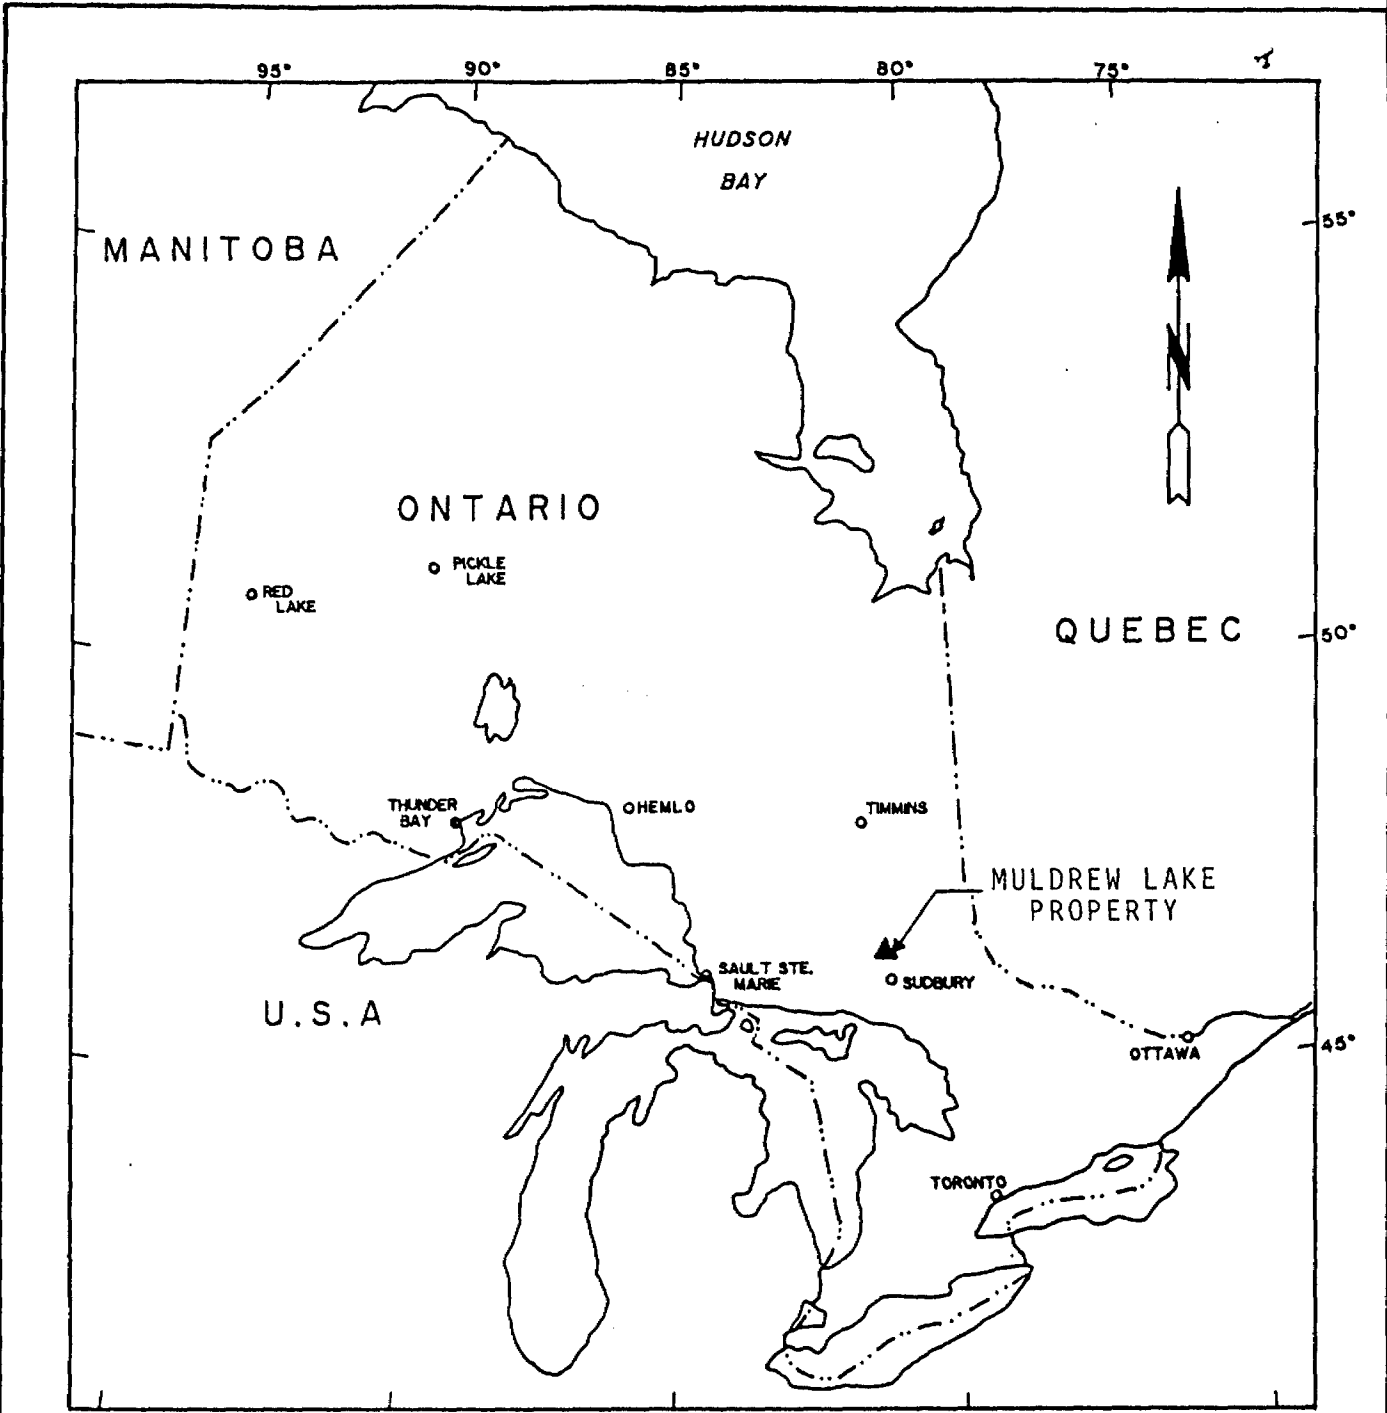 95° 90° 85° 80° 75°
HUDSON
BAY
55°
MANITOBA
N
ONTARIO
PICKLE
LAKE
RED
LAKE
QUEBEC
50°
THUNDER
BAY
HEMLO
TIMMINS
MULDREW LAKE
PROPERTY
SAULT STE.
MARIE
SUDBURY
U.S.A
OTTAWA
45°
TORONTO